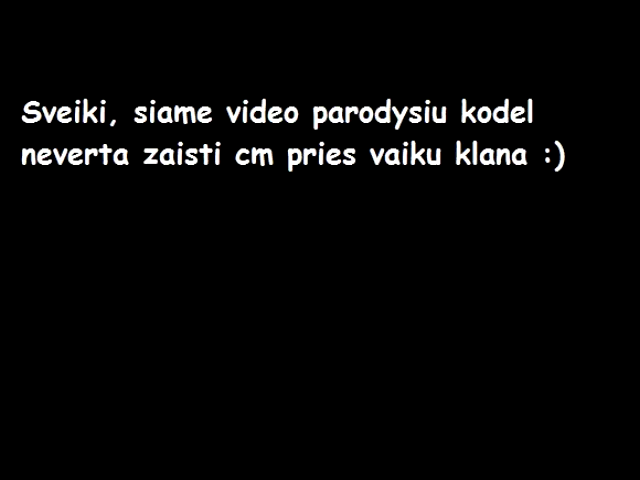 Sveiki, siame video parodysiu kodel
neverta zaisti cm pries vaiku klana :)